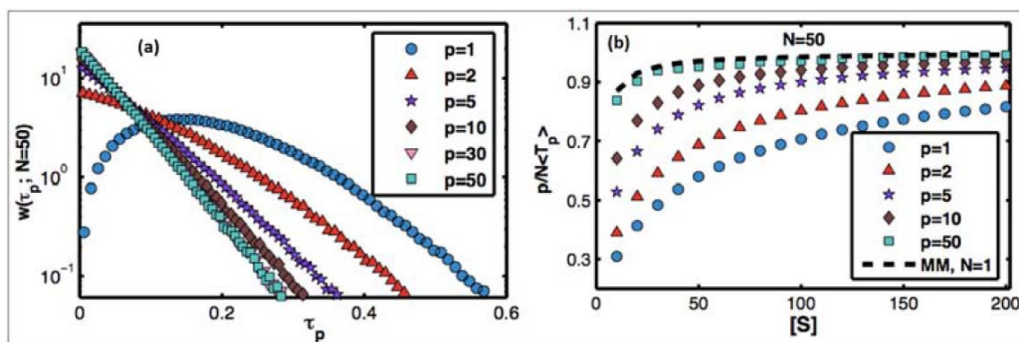 (a)
p=1
p=2
p=5
p=10
p=30
p=50
10¹
10⁰
10⁻¹
w(τₚ; N=50)
0 0.2 0.4 0.6
τₚ
(b)
N=50
1.1
0.9
0.7
0.5
0.3
p/N<Tₚ>
p=1
p=2
p=5
p=10
p=50
MM, N=1
0 50 100 150 200
[S]